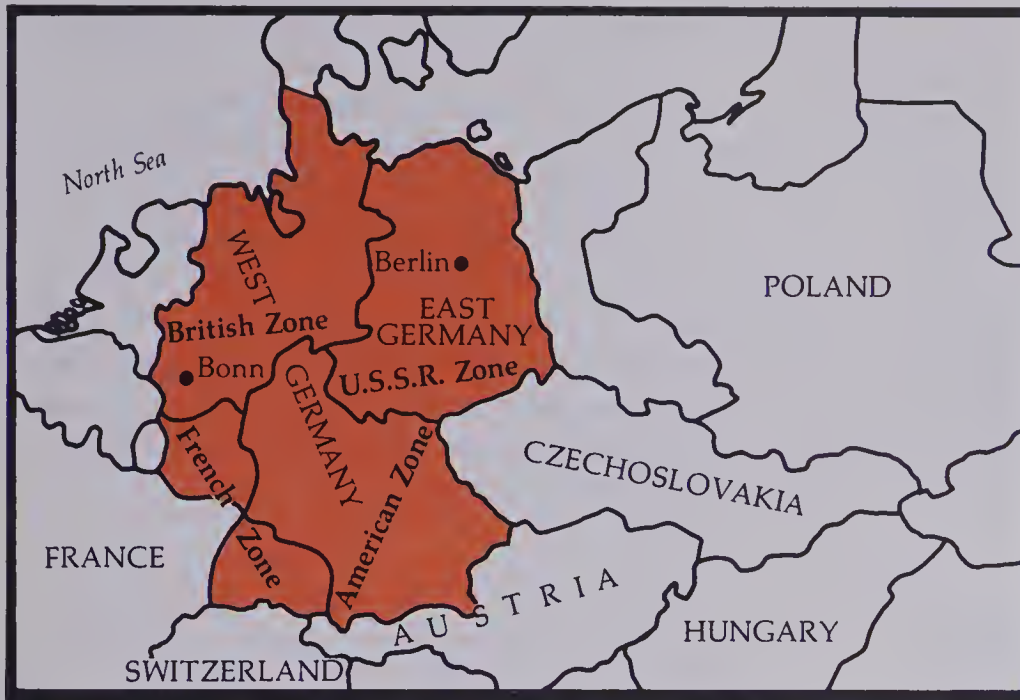 North Sea
WEST
GERMANY
British Zone
Bonn
Berlin
EAST
GERMANY
U.S.S.R. Zone
French
Zone
American Zone
POLAND
CZECHOSLOVAKIA
FRANCE
AUSTRIA
HUNGARY
SWITZERLAND